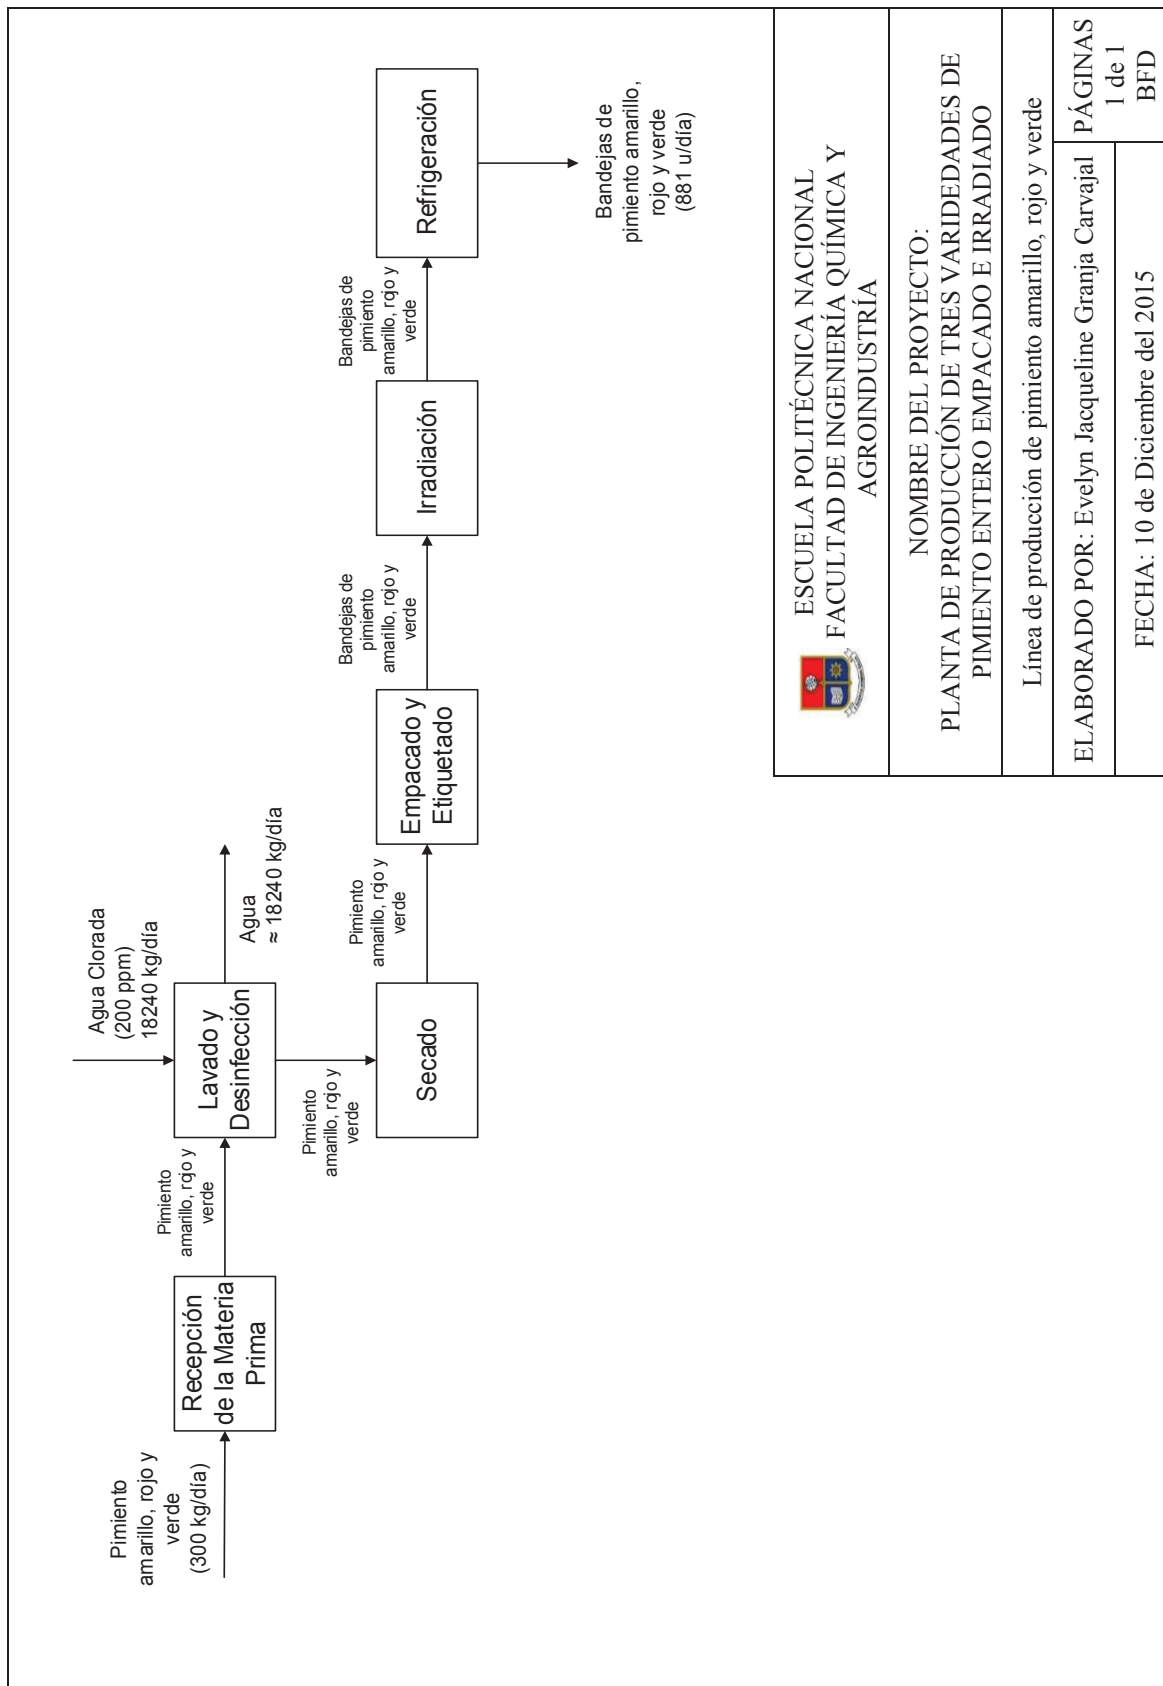 Pimiento
amarillo, rojo y
verde
(300 kg/día)
Recepción
de la Materia
Prima
Pimiento
amarillo, rojo y
verde
Agua Clorada
(200 ppm)
18240 kg/día
Lavado y
Desinfección
Agua
≈ 18240 kg/día
Pimiento
amarillo, rojo y
verde
Secado
Pimiento
amarillo, rojo y
verde
Empacado y
Etiquetado
Bandejas de
pimiento
amarillo, rojo y
verde
Irradiación
Bandejas de
pimiento
amarillo, rojo y
verde
Refrigeración
Bandejas de
pimiento amarillo,
rojo y verde
(881 u/día)
ESCUELA POLITÉCNICA NACIONAL
FACULTAD DE INGENIERÍA QUÍMICA Y
AGROINDUSTRÍA
NOMBRE DEL PROYECTO:
PLANTA DE PRODUCCIÓN DE TRES VARIDEDADES DE
PIMIENTO ENTERO EMPACADO E IRRADIADO
Línea de producción de pimiento amarillo, rojo y verde
ELABORADO POR: Evelyn Jacqueline Granja Carvajal
PÁGINAS
1 de 1
BFD
FECHA: 10 de Diciembre del 2015